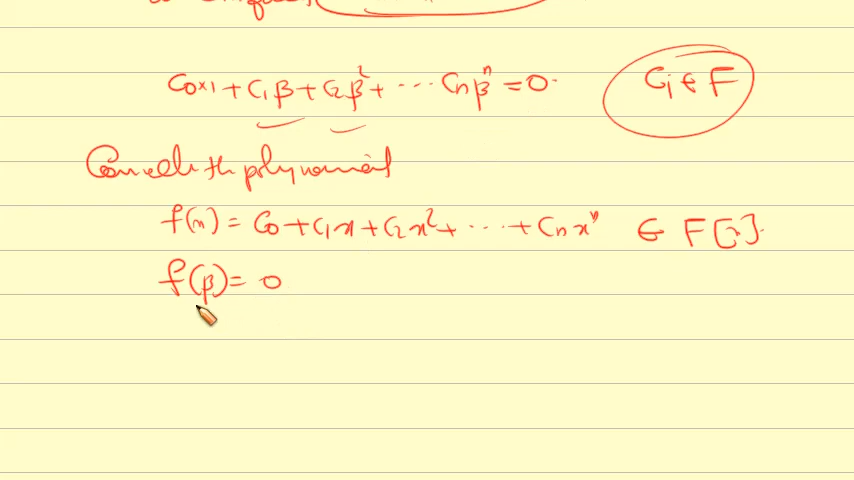 C₀×1 + C₁β + C₂β² + ... Cₙβⁿ = 0. Cᵢ ∈ F
Consider the polynomial
f(x) = C₀ + C₁x + C₂x² + ... + Cₙxⁿ ∈ F[x].
f(β) = 0